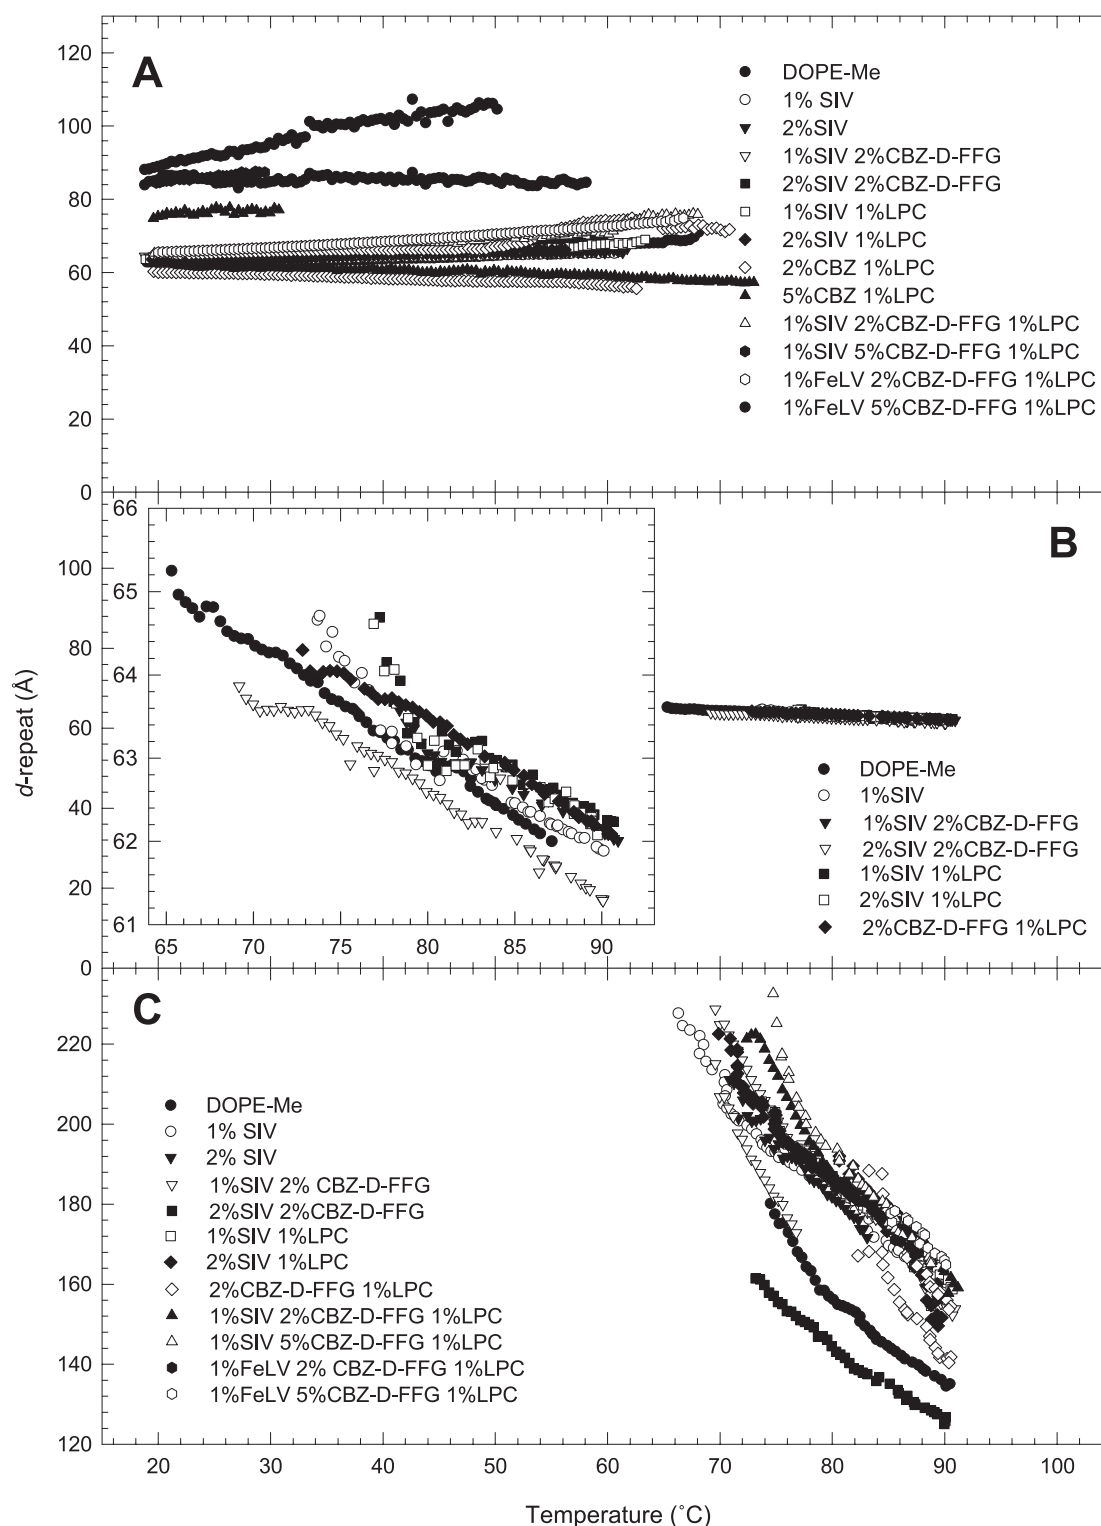 A
120
100
80
60
40
20
0
DOPE-Me
1% SIV
2%SIV
1%SIV 2%CBZ-D-FFG
2%SIV 2%CBZ-D-FFG
1%SIV 1%LPC
2%SIV 1%LPC
2%CBZ 1%LPC
5%CBZ 1%LPC
1%SIV 2%CBZ-D-FFG 1%LPC
1%SIV 5%CBZ-D-FFG 1%LPC
1%FeLV 2%CBZ-D-FFG 1%LPC
1%FeLV 5%CBZ-D-FFG 1%LPC
B
d-repeat (Å)
100
80
60
40
20
0
66
65
64
63
62
61
65 70 75 80 85 90
DOPE-Me
1%SIV
1%SIV 2%CBZ-D-FFG
2%SIV 2%CBZ-D-FFG
1%SIV 1%LPC
2%SIV 1%LPC
2%CBZ-D-FFG 1%LPC
C
220
200
180
160
140
120
DOPE-Me
1% SIV
2% SIV
1%SIV 2% CBZ-D-FFG
2%SIV 2%CBZ-D-FFG
1%SIV 1%LPC
2%SIV 1%LPC
2%CBZ-D-FFG 1%LPC
1%SIV 2%CBZ-D-FFG 1%LPC
1%SIV 5%CBZ-D-FFG 1%LPC
1%FeLV 2% CBZ-D-FFG 1%LPC
1%FeLV 5%CBZ-D-FFG 1%LPC
20 30 40 50 60 70 80 90 100
Temperature (˚C)